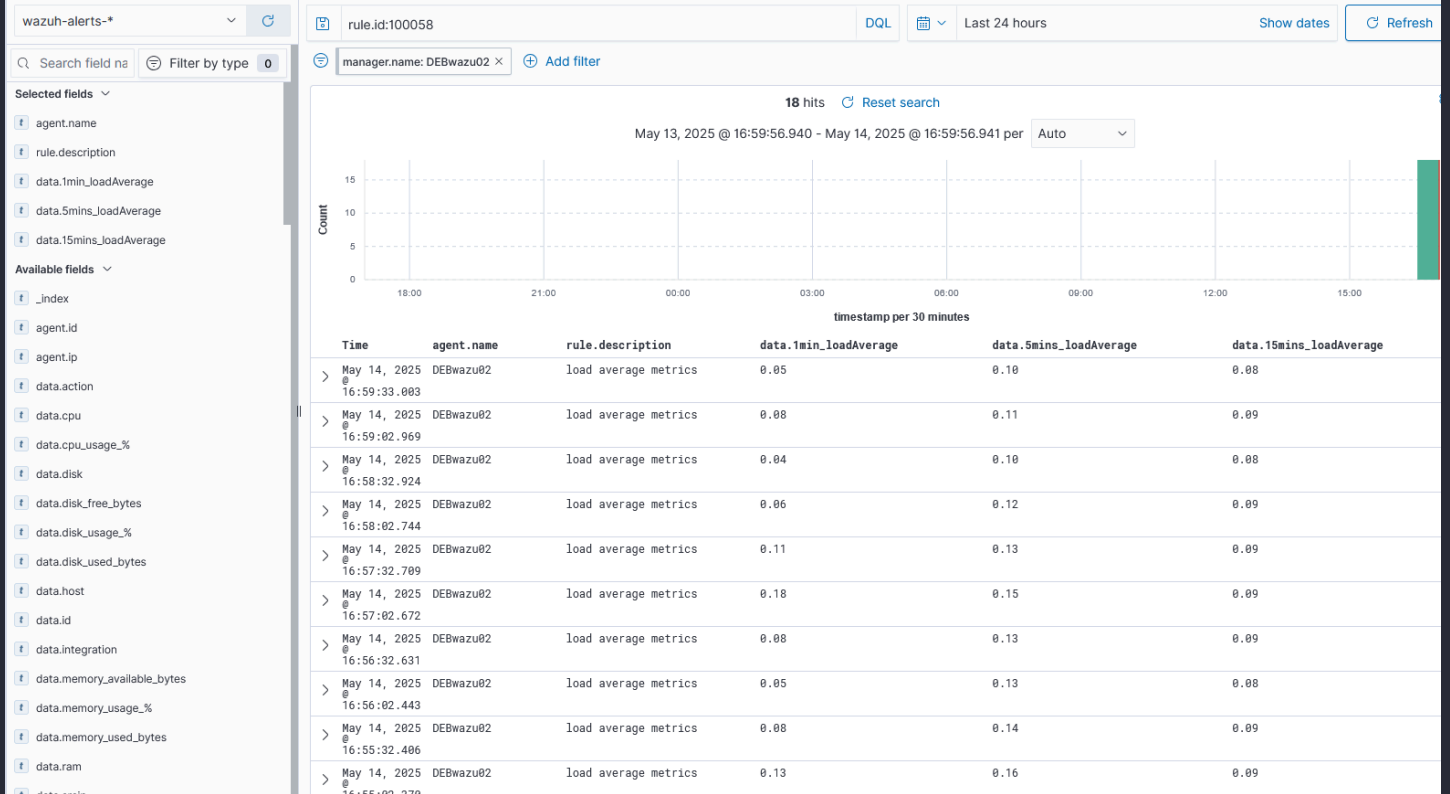 wazuh-alerts-*
rule.id:100058
DQL
Last 24 hours
Show dates
Refresh
Search field na
Filter by type 0
manager.name: DEBwazu02 ×
Add filter
Selected fields
t agent.name
t rule.description
t data.1min_loadAverage
t data.5mins_loadAverage
t data.15mins_loadAverage
Available fields
t _index
t agent.id
t agent.ip
t data.action
t data.cpu
t data.cpu_usage_%
t data.disk
t data.disk_free_bytes
t data.disk_usage_%
t data.disk_used_bytes
t data.host
t data.id
t data.integration
t data.memory_available_bytes
t data.memory_usage_%
t data.memory_used_bytes
t data.ram
18 hits Reset search
May 13, 2025 @ 16:59:56.940 - May 14, 2025 @ 16:59:56.941 per Auto
Count
15
10
5
0
18:00 21:00 00:00 03:00 06:00 09:00 12:00 15:00
timestamp per 30 minutes
Time agent.name rule.description data.1min_loadAverage data.5mins_loadAverage data.15mins_loadAverage
May 14, 2025 DEBwazu02 load average metrics 0.05 0.10 0.08
@
16:59:33.003
May 14, 2025 DEBwazu02 load average metrics 0.08 0.11 0.09
@
16:59:02.969
May 14, 2025 DEBwazu02 load average metrics 0.04 0.10 0.08
@
16:58:32.924
May 14, 2025 DEBwazu02 load average metrics 0.06 0.12 0.09
@
16:58:02.744
May 14, 2025 DEBwazu02 load average metrics 0.11 0.13 0.09
@
16:57:32.709
May 14, 2025 DEBwazu02 load average metrics 0.18 0.15 0.09
@
16:57:02.672
May 14, 2025 DEBwazu02 load average metrics 0.08 0.13 0.09
@
16:56:32.631
May 14, 2025 DEBwazu02 load average metrics 0.05 0.13 0.08
@
16:56:02.443
May 14, 2025 DEBwazu02 load average metrics 0.08 0.14 0.09
@
16:55:32.406
May 14, 2025 DEBwazu02 load average metrics 0.13 0.16 0.09
@